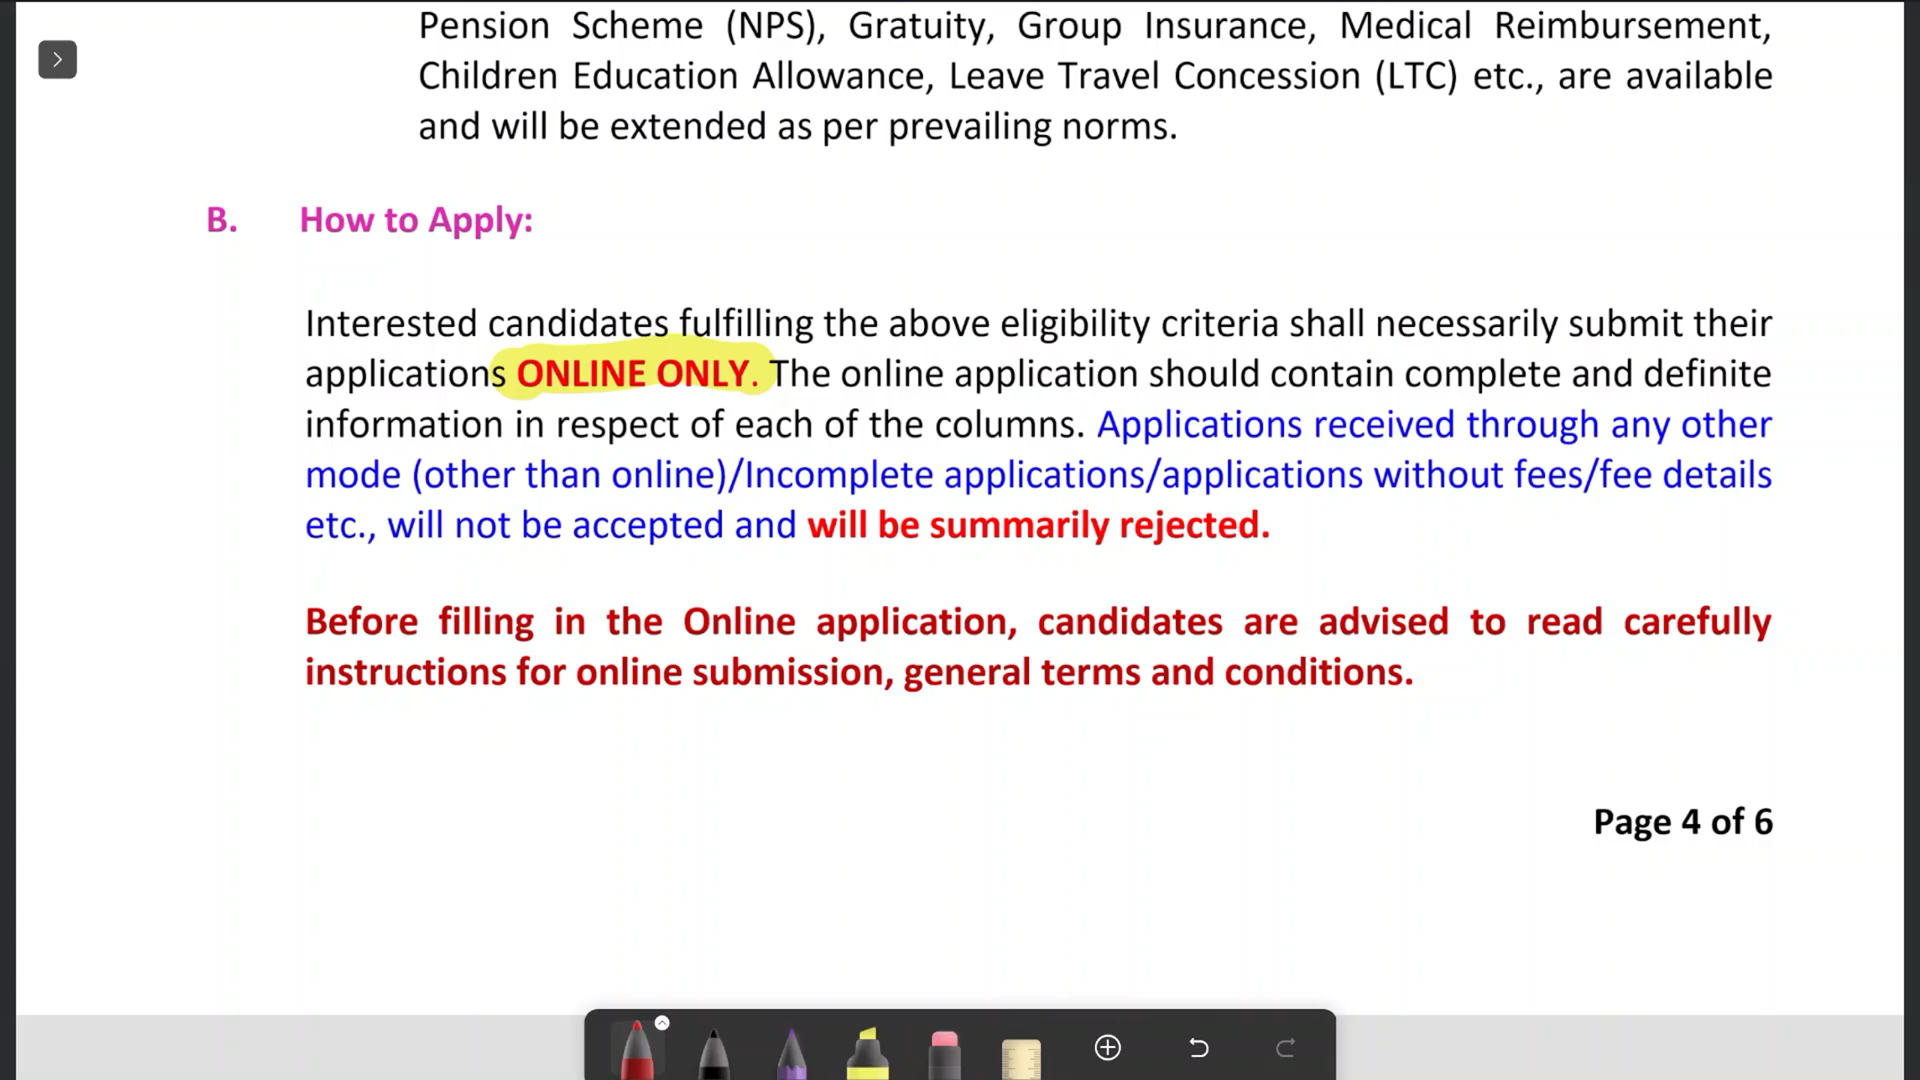 Pension Scheme (NPS), Gratuity, Group Insurance, Medical Reimbursement,
Children Education Allowance, Leave Travel Concession (LTC) etc., are available
and will be extended as per prevailing norms.
B. How to Apply:
Interested candidates fulfilling the above eligibility criteria shall necessarily submit their
applications ONLINE ONLY. The online application should contain complete and definite
information in respect of each of the columns. Applications received through any other
mode (other than online)/Incomplete applications/applications without fees/fee details
etc., will not be accepted and will be summarily rejected.
Before filling in the Online application, candidates are advised to read carefully
instructions for online submission, general terms and conditions.
Page 4 of 6